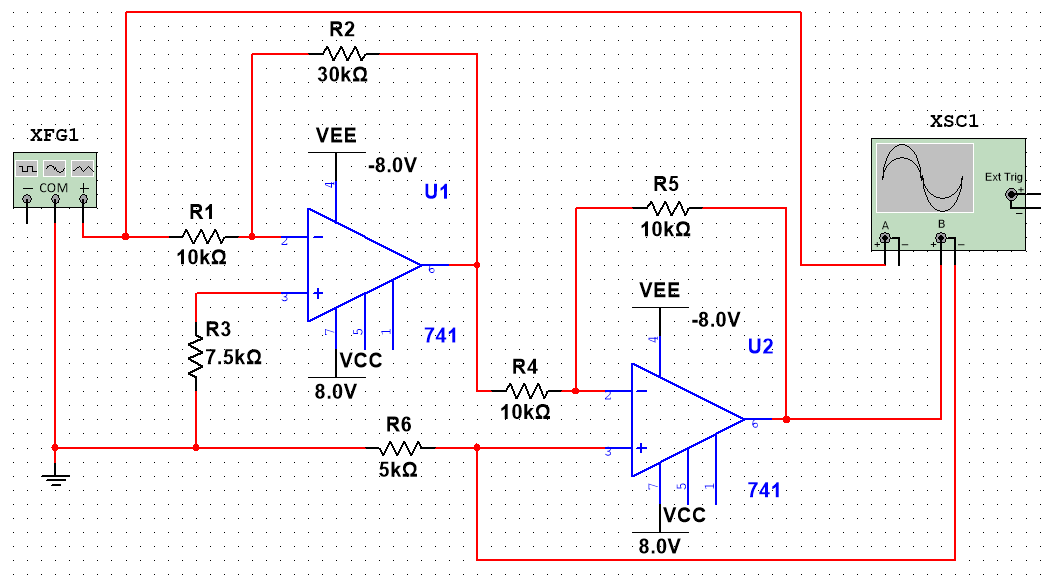 R2
30kΩ
XFG1
COM
+
XSC1
Ext Trig
+
−
A
B
+
−
+
−
VEE
-8.0V
4
U1
R1
10kΩ
2
−
6
3
+
7
5
1
741
VCC
8.0V
R3
7.5kΩ
R5
10kΩ
VEE
-8.0V
4
U2
R4
10kΩ
2
−
6
3
+
7
5
1
741
VCC
8.0V
R6
5kΩ